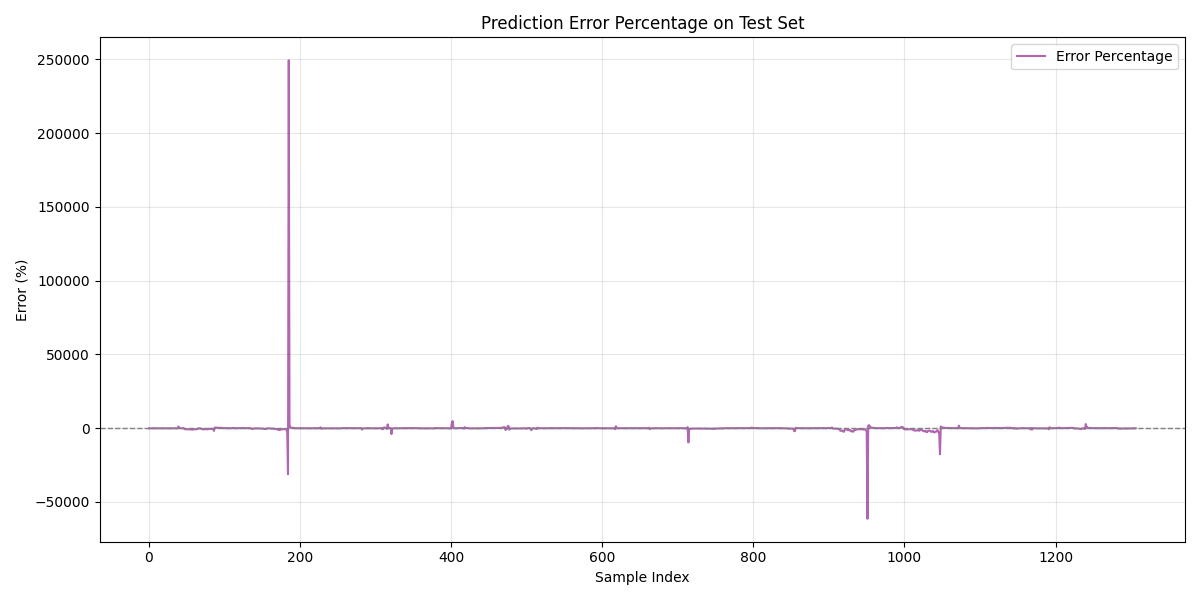 Prediction Error Percentage on Test Set
Error Percentage
250000
200000
150000
100000
50000
0
−50000
Error (%)
0 200 400 600 800 1000 1200
Sample Index